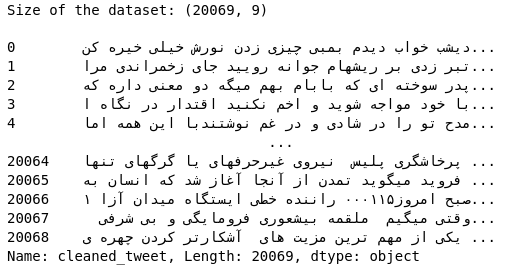 Size of the dataset: (20069, 9)
0 دیشب خواب دیدم بمبی چیزی زدن نورش خیلی خیره کن...
1 تبر زدی بر ریشهام جوانه رویید جای زخمراندی مرا...
2 پدر سوخته ای که بابام بهم میگه دو معنی داره که...
3 با خود مواجه شوید و اخم نکنید اقتدار در نگاه ا...
4 مدح تو را در شادی و در غم نوشتندبا این همه اما...
...
20064 پرخاشگری پلیس نیروی غیرحرفهای یا گرگهای تنها ...
20065 فروید میگوید تمدن از آنجا آغاز شد که انسان به ...
20066 صبح امروز۰۰۰۱۱۵ راننده خطی ایستگاه میدان آزا ۱...
20067 وقتی میگیم ملقمه بیشعوری فرومایگی و بی شرفی...
20068 یکی از مهم ترین مزیت های آشکارتر کردن چهره ی ...
Name: cleaned_tweet, Length: 20069, dtype: object